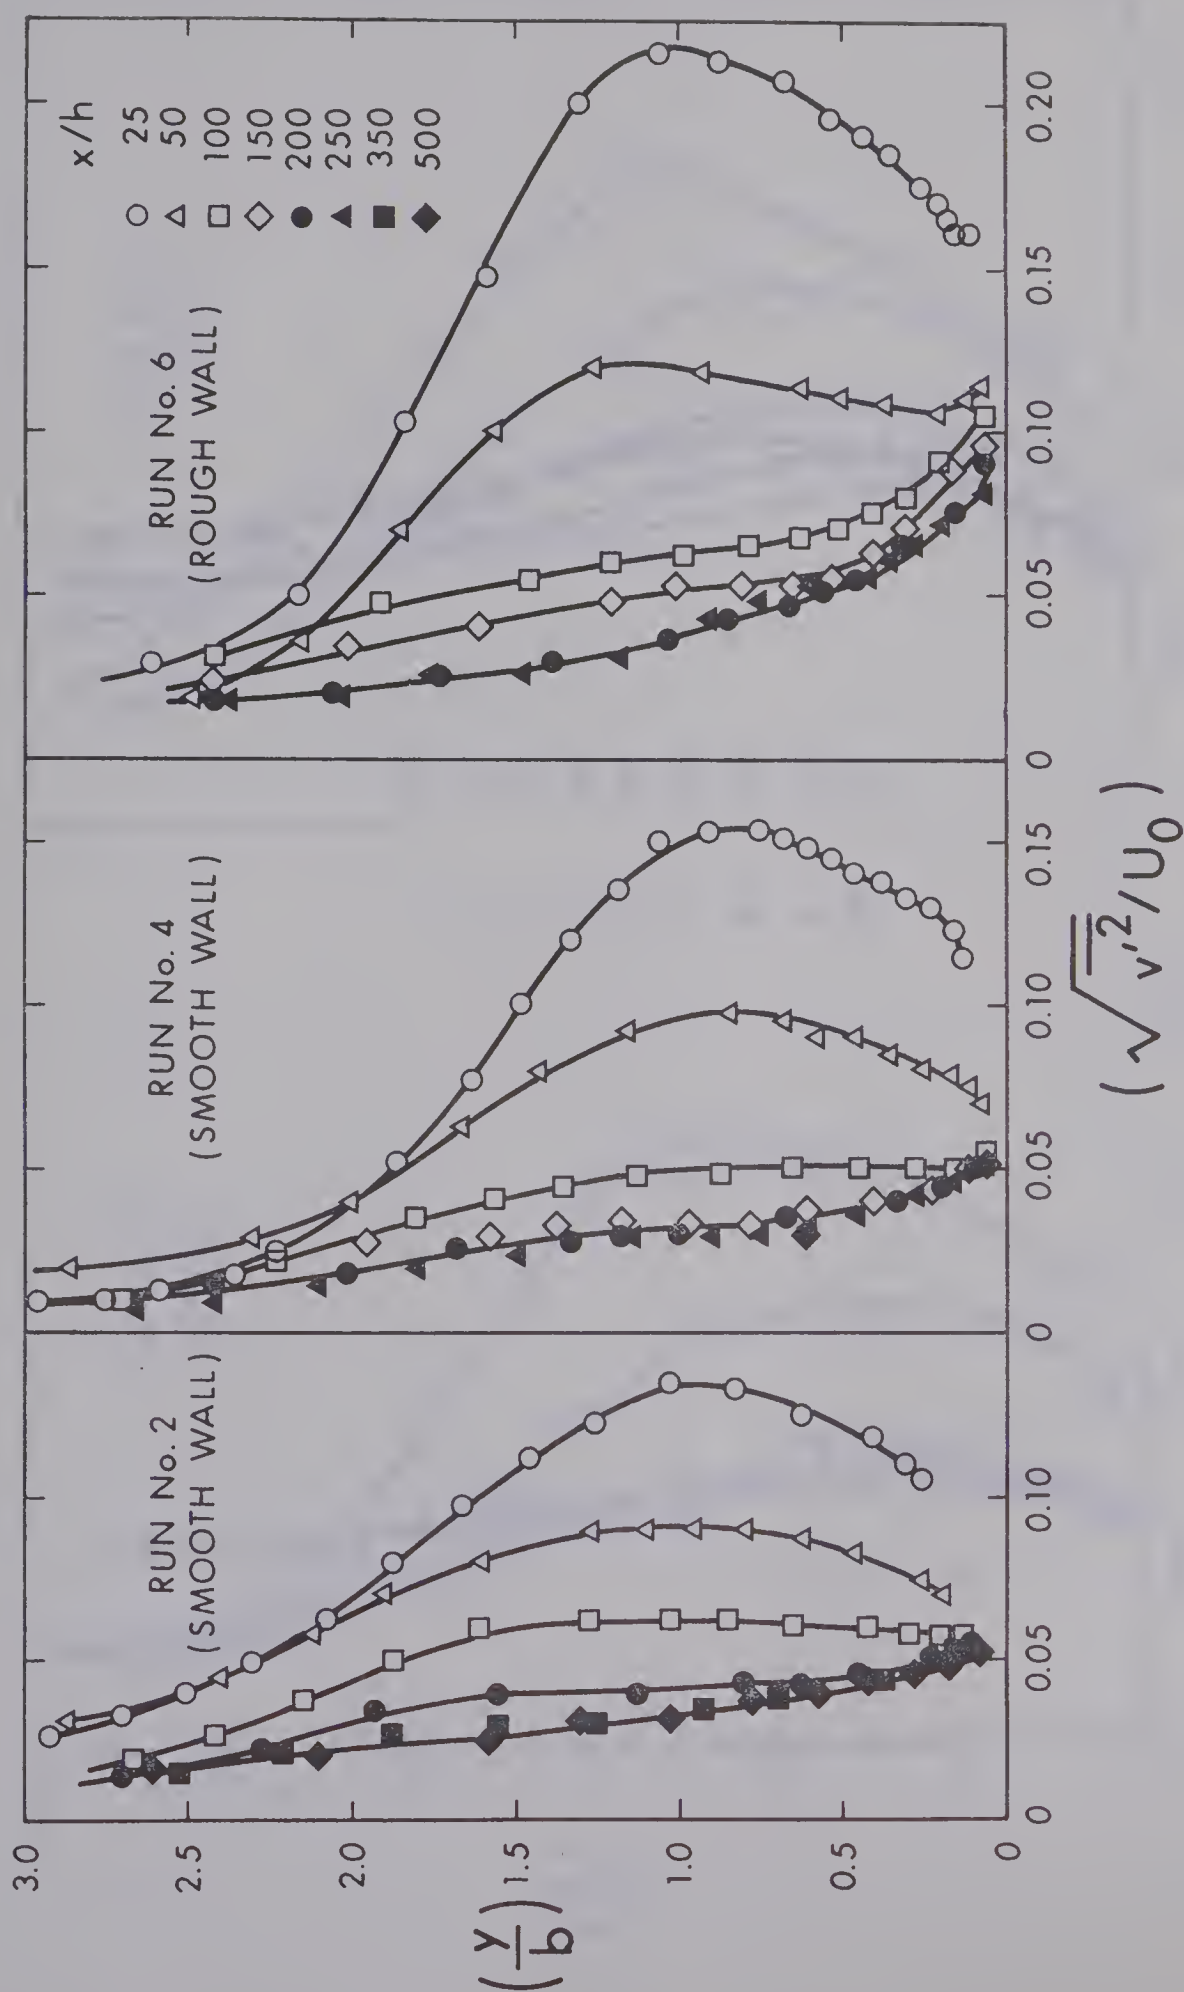 RUN No. 2
(SMOOTH WALL)
RUN No. 4
(SMOOTH WALL)
RUN No. 6
(ROUGH WALL)
x/h
○ 25
△ 50
□ 100
◇ 150
● 200
▲ 250
■ 350
◆ 500
3.0
2.5
2.0
1.5
1.0
0.5
0
(y/b)
0 0.05 0.10 0 0.05 0.10 0.15 0 0.05 0.10 0.15 0.20
(√v'²/U₀)